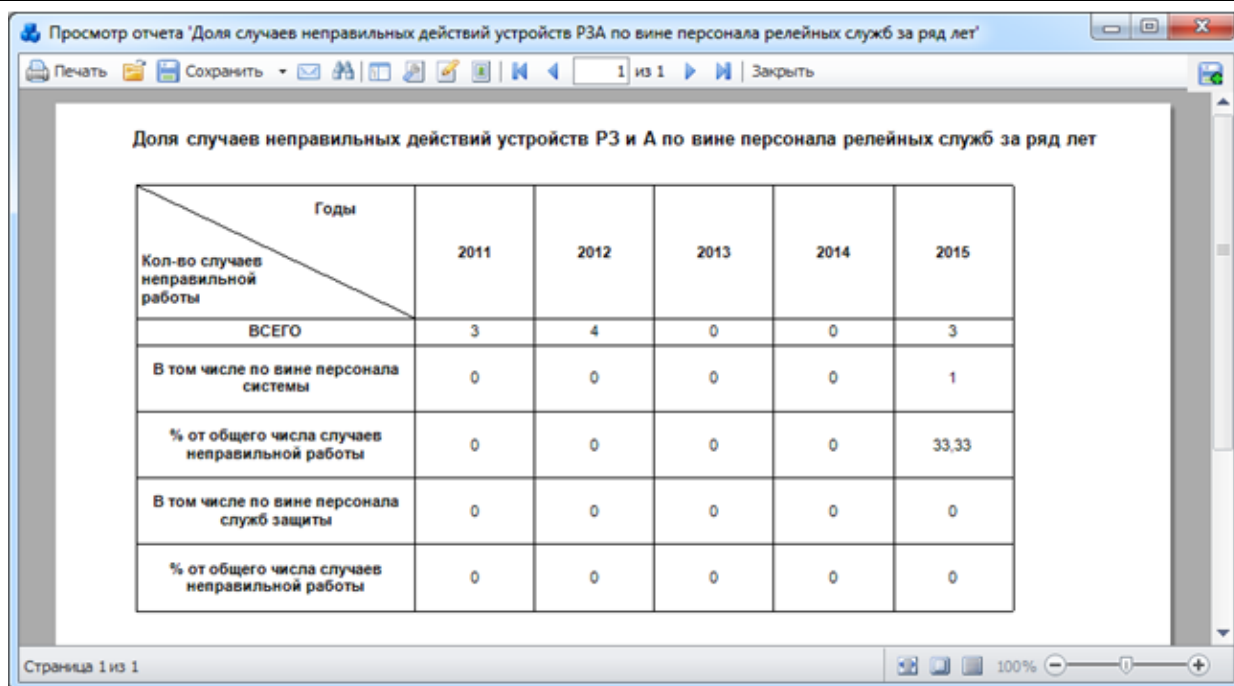 Просмотр отчета 'Доля случаев неправильных действий устройств РЗА по вине персонала релейных служб за ряд лет'
Печать Сохранить 1 из 1 Закрыть
Доля случаев неправильных действий устройств РЗ и А по вине персонала релейных служб за ряд лет
Годы
Кол-во случаев
неправильной
работы
2011 2012 2013 2014 2015
ВСЕГО 3 4 0 0 3
В том числе по вине персонала
системы
0 0 0 0 1
% от общего числа случаев
неправильной работы
0 0 0 0 33,33
В том числе по вине персонала
служб защиты
0 0 0 0 0
% от общего числа случаев
неправильной работы
0 0 0 0 0
Страница 1 из 1 100%